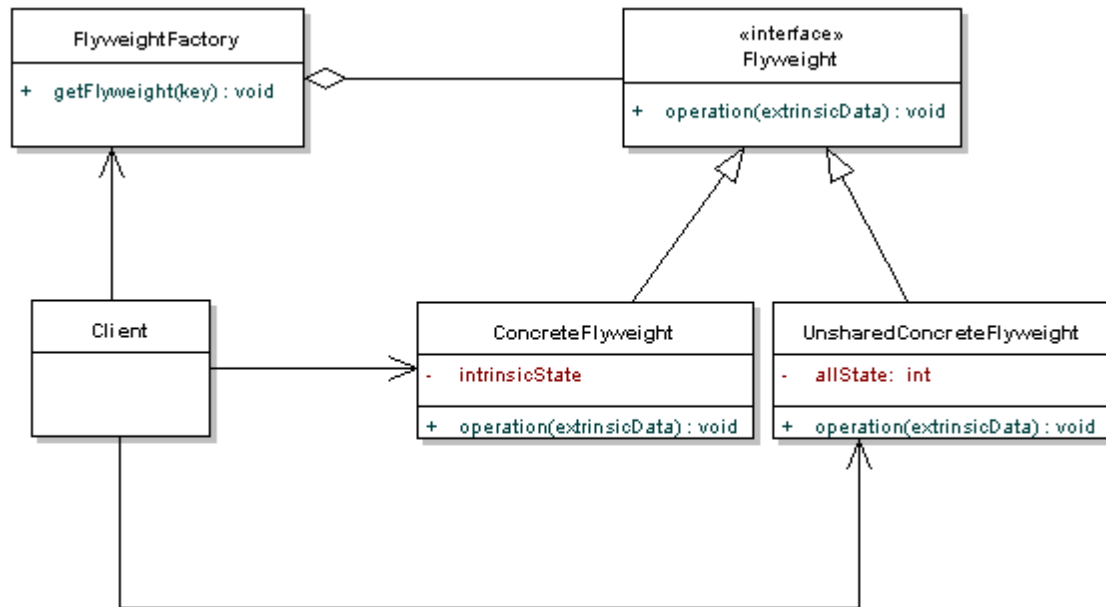 FlyweightFactory
+ getFlyweight(key) : void
«interface»
Flyweight
+ operation(extrinsicData) : void
Client
ConcreteFlyweight
- intrinsicState
+ operation(extrinsicData) : void
UnsharedConcreteFlyweight
- allState: int
+ operation(extrinsicData) : void